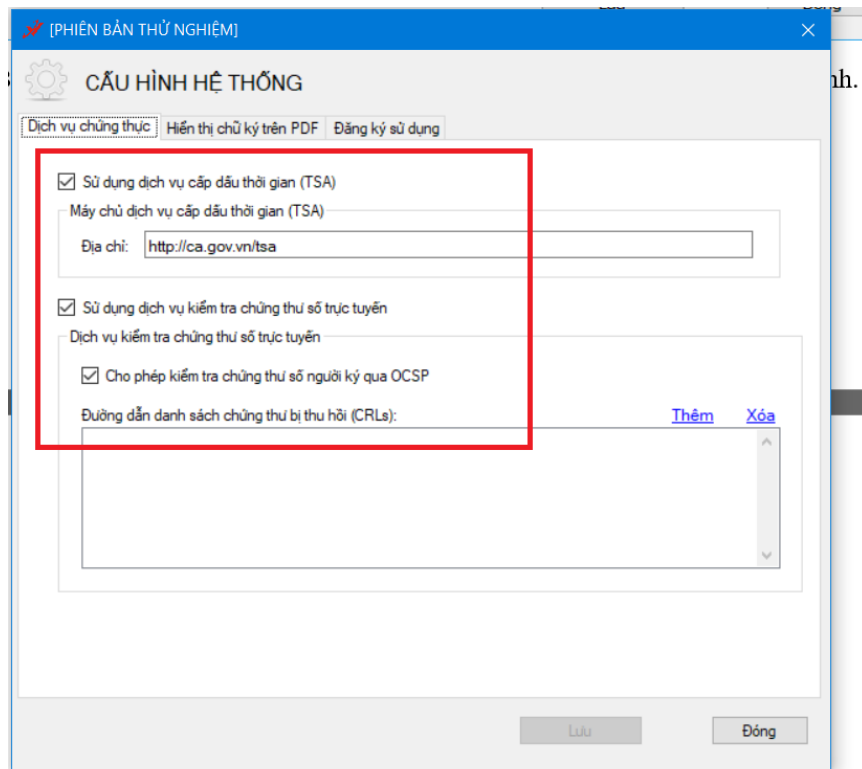 [PHIÊN BẢN THỬ NGHIỆM]
CẤU HÌNH HỆ THỐNG
nh.
Dịch vụ chứng thực Hiển thị chữ ký trên PDF Đăng ký sử dụng
Sử dụng dịch vụ cấp dấu thời gian (TSA)
Máy chủ dịch vụ cấp dấu thời gian (TSA)
Địa chỉ: http://ca.gov.vn/tsa
Sử dụng dịch vụ kiểm tra chứng thư số trực tuyến
Dịch vụ kiểm tra chứng thư số trực tuyến
Cho phép kiểm tra chứng thư số người ký qua OCSP
Đường dẫn danh sách chứng thư bị thu hồi (CRLs): Thêm Xóa
Lưu Đóng